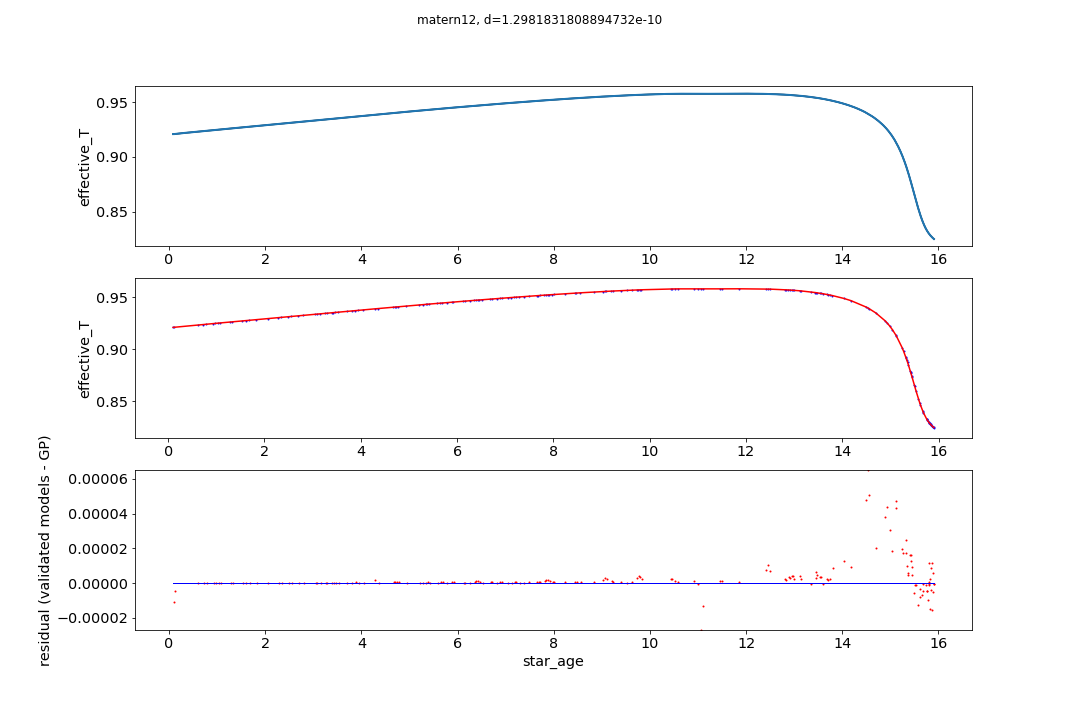 matern12, d=1.2981831808894732e-10
0.95
0.90
0.85
effective_T
0 2 4 6 8 10 12 14 16
0.95
0.90
0.85
effective_T
0 2 4 6 8 10 12 14 16
0.00006
0.00004
0.00002
0.00000
−0.00002
residual (validated models - GP)
0 2 4 6 8 10 12 14 16
star_age